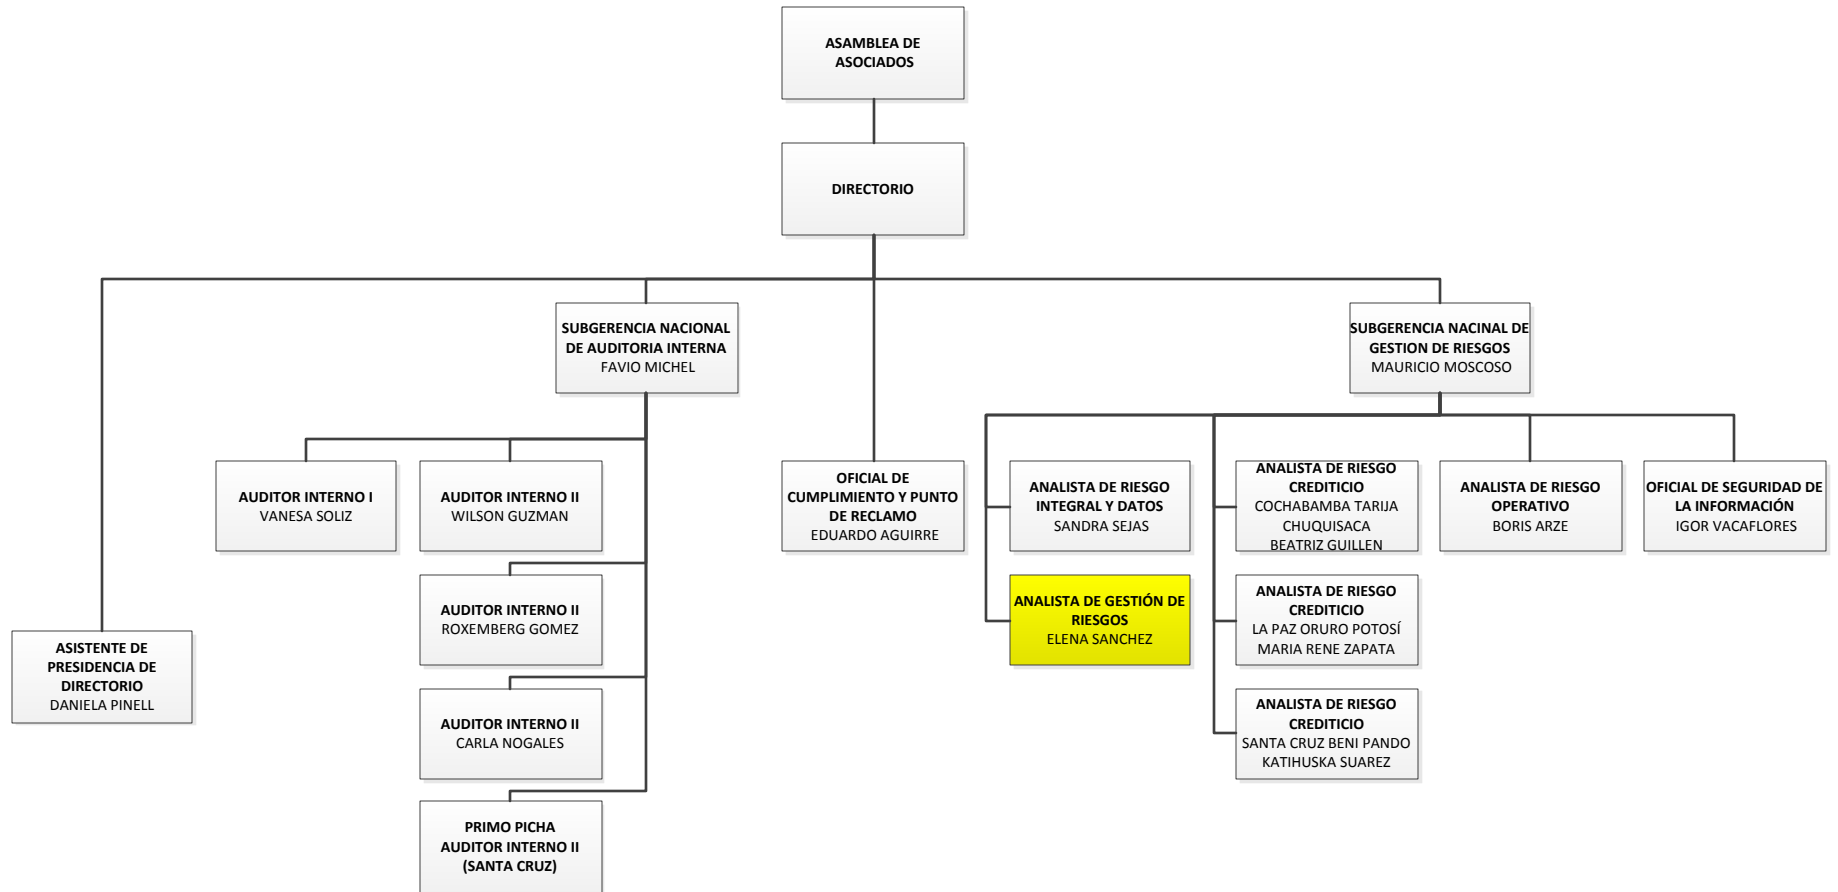 ASAMBLEA DE
ASOCIADOS
DIRECTORIO
SUBGERENCIA NACIONAL
DE AUDITORIA INTERNA
FAVIO MICHEL
SUBGERENCIA NACINAL DE
GESTION DE RIESGOS
MAURICIO MOSCOSO
AUDITOR INTERNO I
VANESA SOLIZ
AUDITOR INTERNO II
WILSON GUZMAN
OFICIAL DE
CUMPLIMIENTO Y PUNTO
DE RECLAMO
EDUARDO AGUIRRE
ANALISTA DE RIESGO
INTEGRAL Y DATOS
SANDRA SEJAS
ANALISTA DE RIESGO
CREDITICIO
COCHABAMBA TARIJA
CHUQUISACA
BEATRIZ GUILLEN
ANALISTA DE RIESGO
OPERATIVO
BORIS ARZE
OFICIAL DE SEGURIDAD DE
LA INFORMACIÓN
IGOR VACAFLORES
AUDITOR INTERNO II
ROXEMBERG GOMEZ
ANALISTA DE GESTIÓN DE
RIESGOS
ELENA SANCHEZ
ANALISTA DE RIESGO
CREDITICIO
LA PAZ ORURO POTOSÍ
MARIA RENE ZAPATA
ASISTENTE DE
PRESIDENCIA DE
DIRECTORIO
DANIELA PINELL
AUDITOR INTERNO II
CARLA NOGALES
ANALISTA DE RIESGO
CREDITICIO
SANTA CRUZ BENI PANDO
KATIHUSKA SUAREZ
PRIMO PICHA
AUDITOR INTERNO II
(SANTA CRUZ)